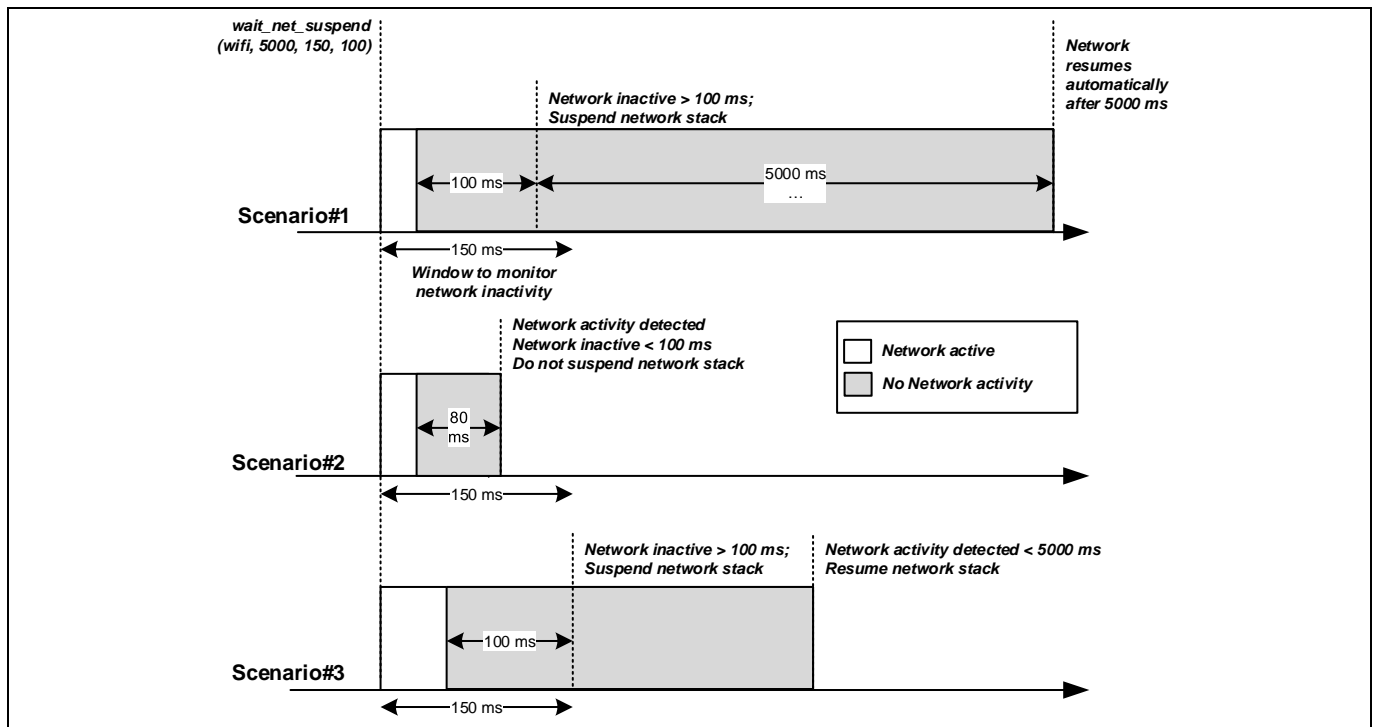 wait_net_suspend
(wifi, 5000, 150, 100)
Network
resumes
automatically
after 5000 ms
Network inactive > 100 ms;
Suspend network stack
100 ms
5000 ms
...
Scenario#1
150 ms
Window to monitor
network inactivity
Network activity detected
Network inactive < 100 ms
Do not suspend network stack
Network active
No Network activity
80
ms
Scenario#2
150 ms
Network inactive > 100 ms;
Suspend network stack
Network activity detected < 5000 ms
Resume network stack
100 ms
Scenario#3
150 ms